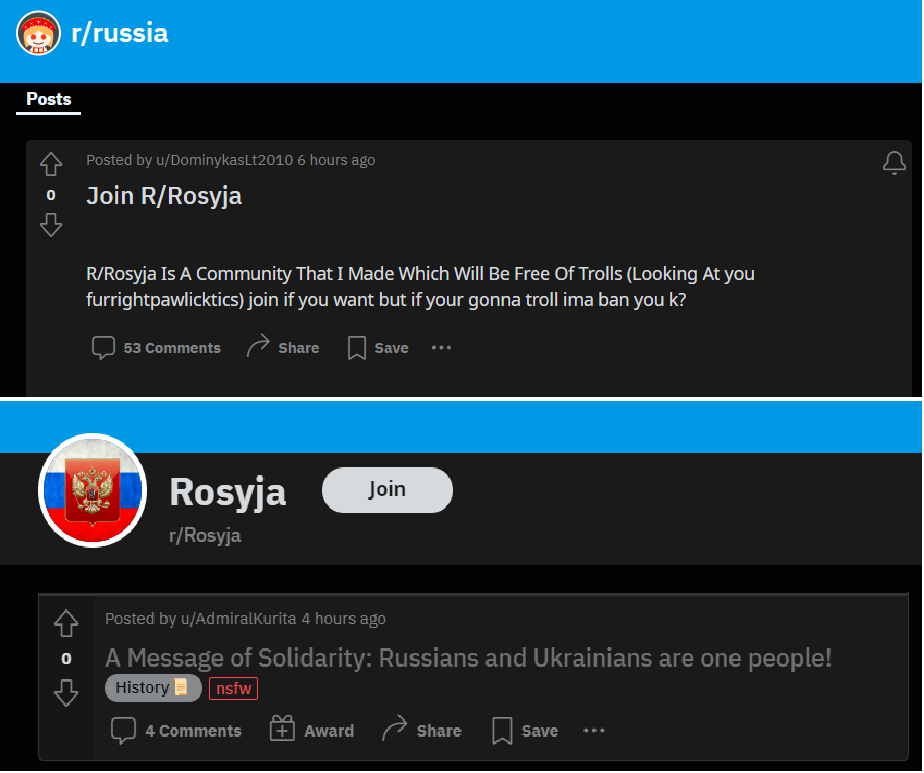 r/russia
Posts
Posted by u/DominykasLt2010 6 hours ago
0
Join R/Rosyja
R/Rosyja Is A Community That I Made Which Will Be Free Of Trolls (Looking At you
furrightpawlicktics) join if you want but if your gonna troll ima ban you k?
53 Comments Share Save
Rosyja
Join
r/Rosyja
Posted by u/AdmiralKurita 4 hours ago
0
A Message of Solidarity: Russians and Ukrainians are one people!
History nsfw
4 Comments Award Share Save